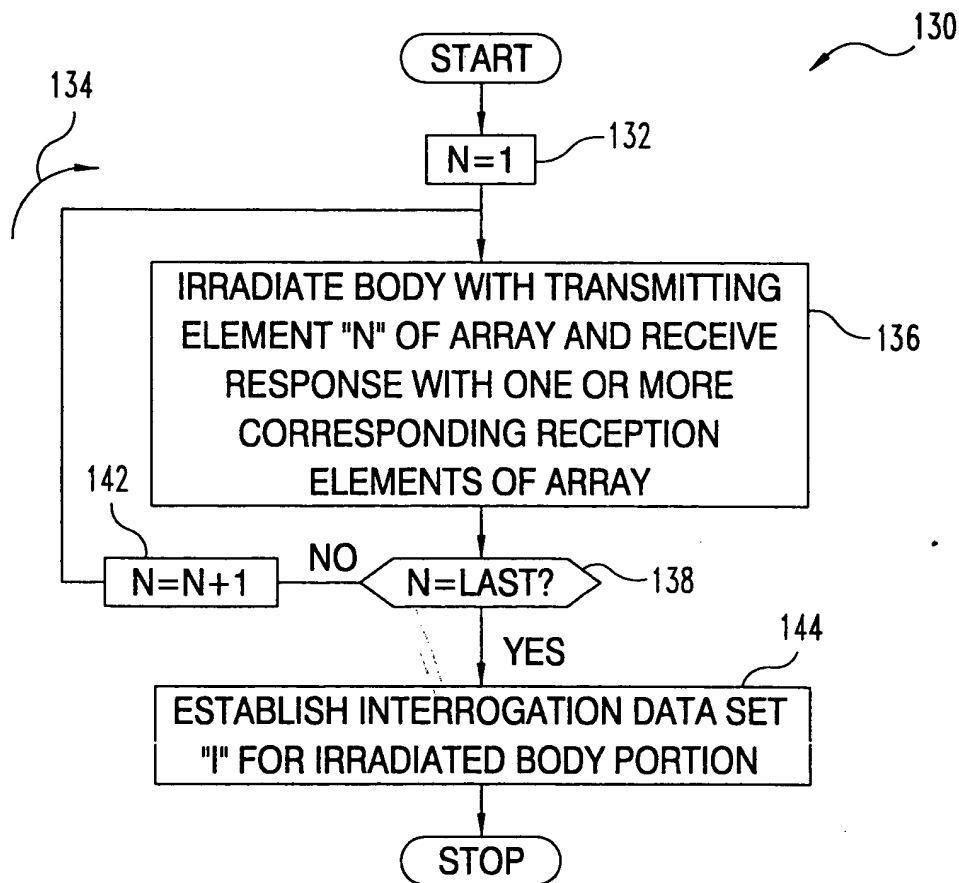 START
130
134
N=1
132
IRRADIATE BODY WITH TRANSMITTING
ELEMENT "N" OF ARRAY AND RECEIVE
RESPONSE WITH ONE OR MORE
CORRESPONDING RECEPTION
ELEMENTS OF ARRAY
136
142
N=N+1
NO
N=LAST?
138
YES
144
ESTABLISH INTERROGATION DATA SET
"I" FOR IRRADIATED BODY PORTION
STOP